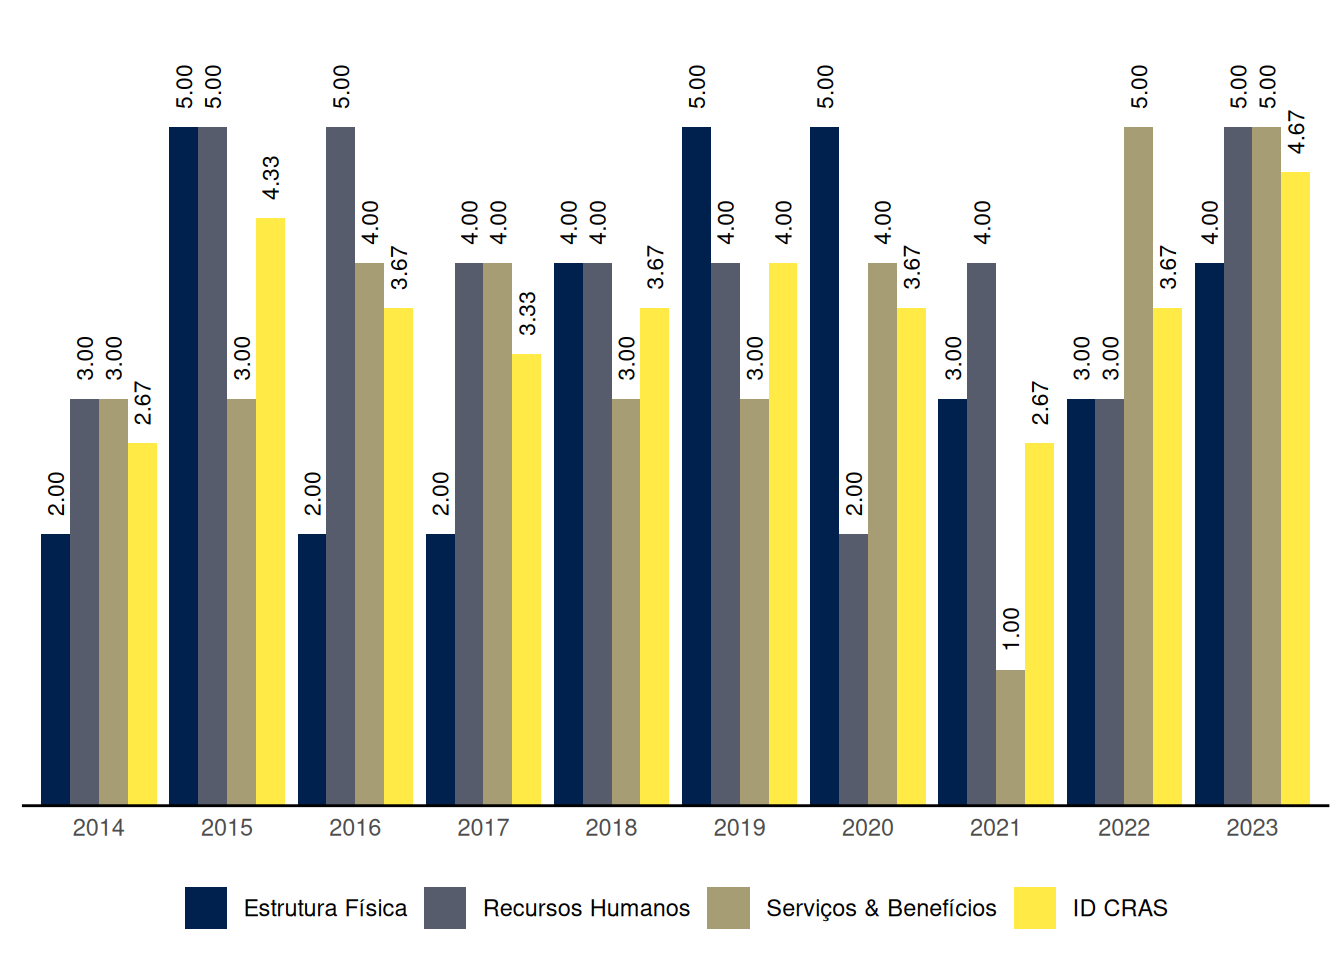 5.00 5.00 5.00 5.00 5.00 5.00 5.00 5.00
4.67
4.33
4.00 4.00 4.00 4.00 4.00 4.00 4.00 4.00 4.00 4.00
3.67 3.67 3.67 3.67
3.33
3.00 3.00 3.00 3.00 3.00 3.00 3.00 3.00
2.67 2.67
2.00 2.00 2.00 2.00
1.00
2014 2015 2016 2017 2018 2019 2020 2021 2022 2023
Estrutura Física Recursos Humanos Serviços & Benefícios ID CRAS